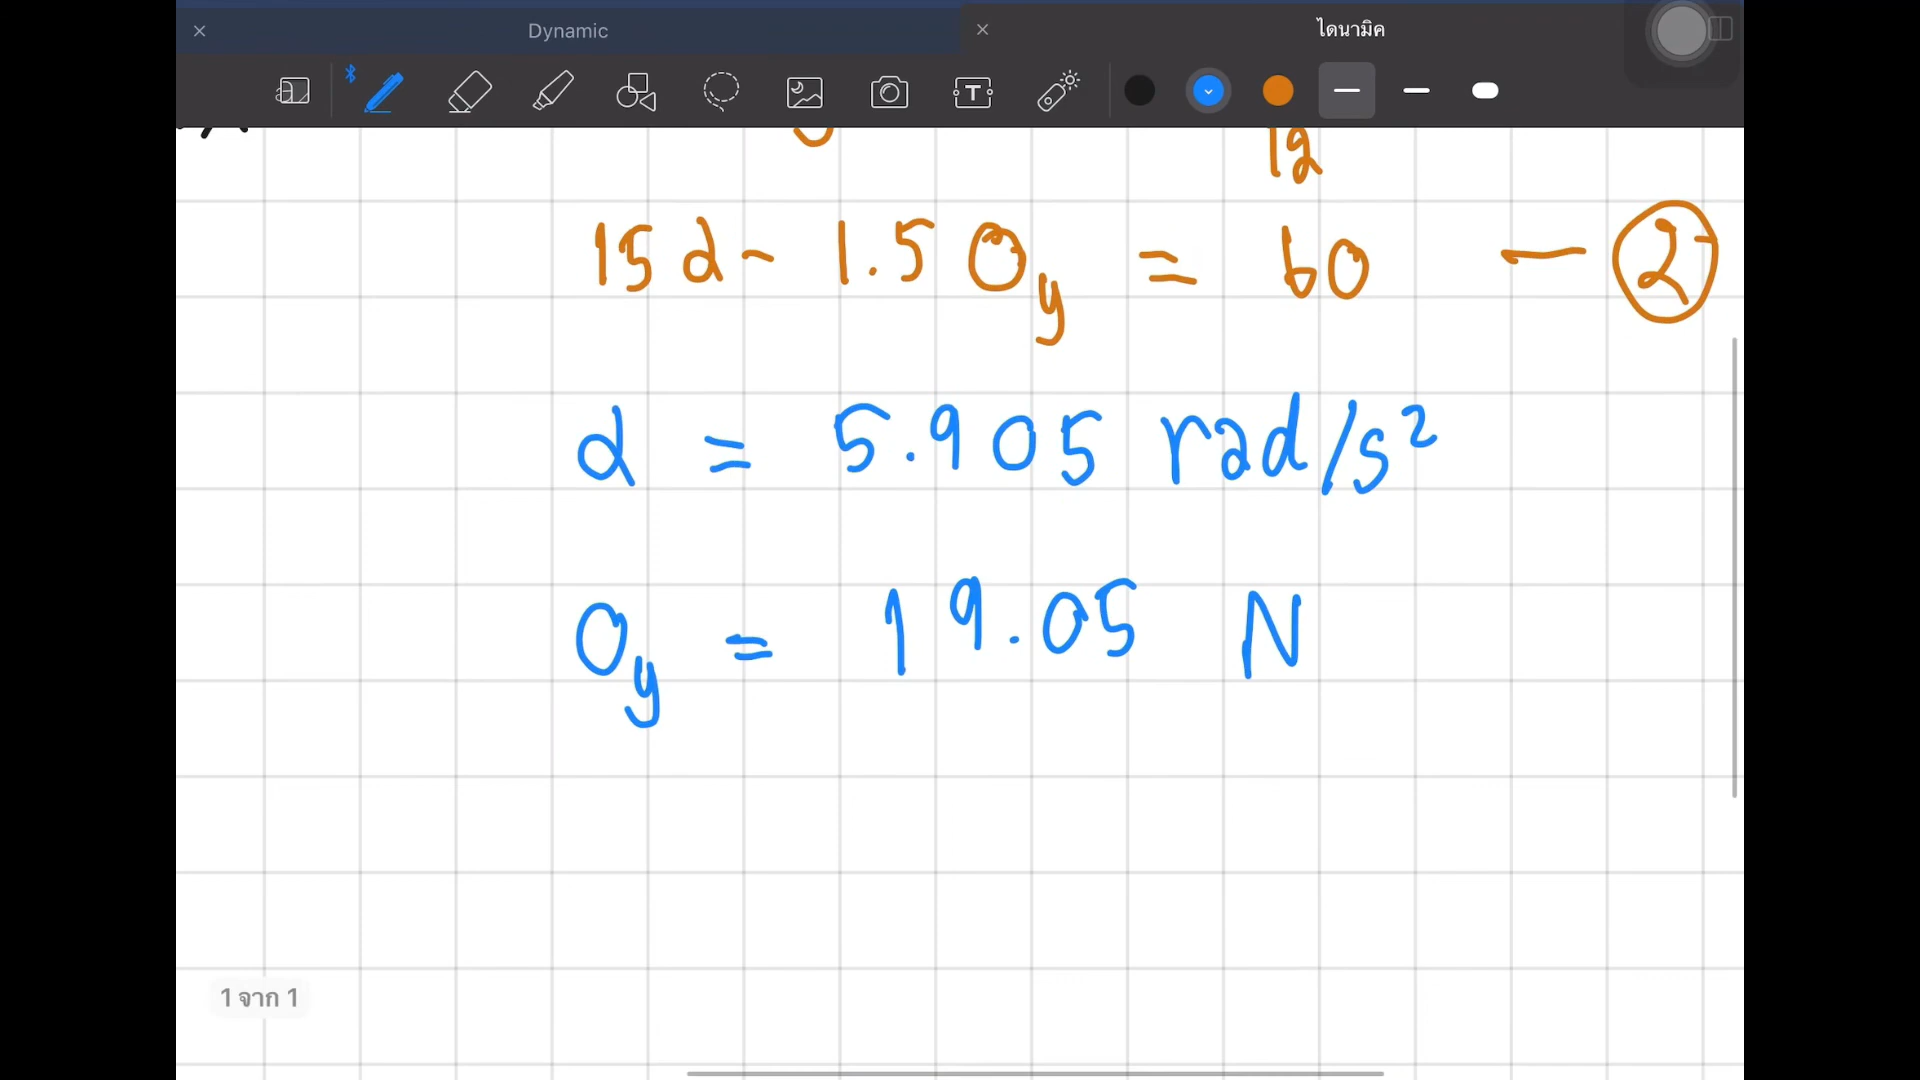 Dynamic
ไดนามิค
T
12
15α - 1.5 Oy = 60 — ②
α = 5.905 rad/s²
Oy = 19.05 N
1 จาก 1